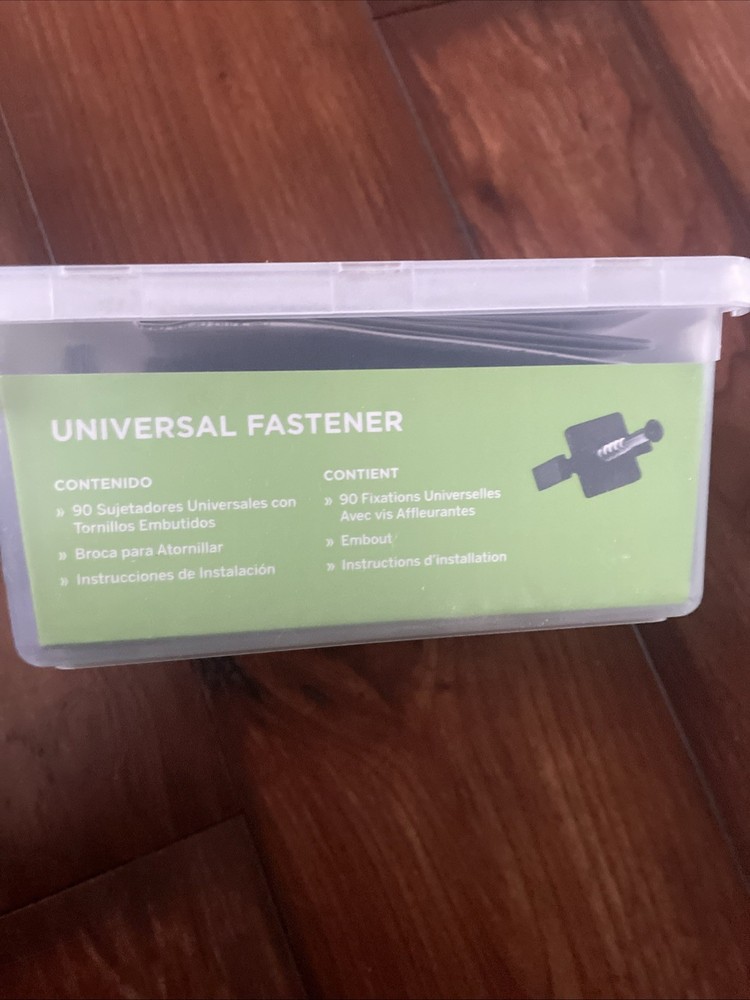 UNIVERSAL FASTENER
CONTENIDO
» 90 Sujetadores Universales con
Tornillos Embutidos
» Broca para Atornillar
» Instrucciones de Instalación
CONTIENT
» 90 Fixations Universelles
Avec vis Affleurantes
» Embout
» Instructions d'installation